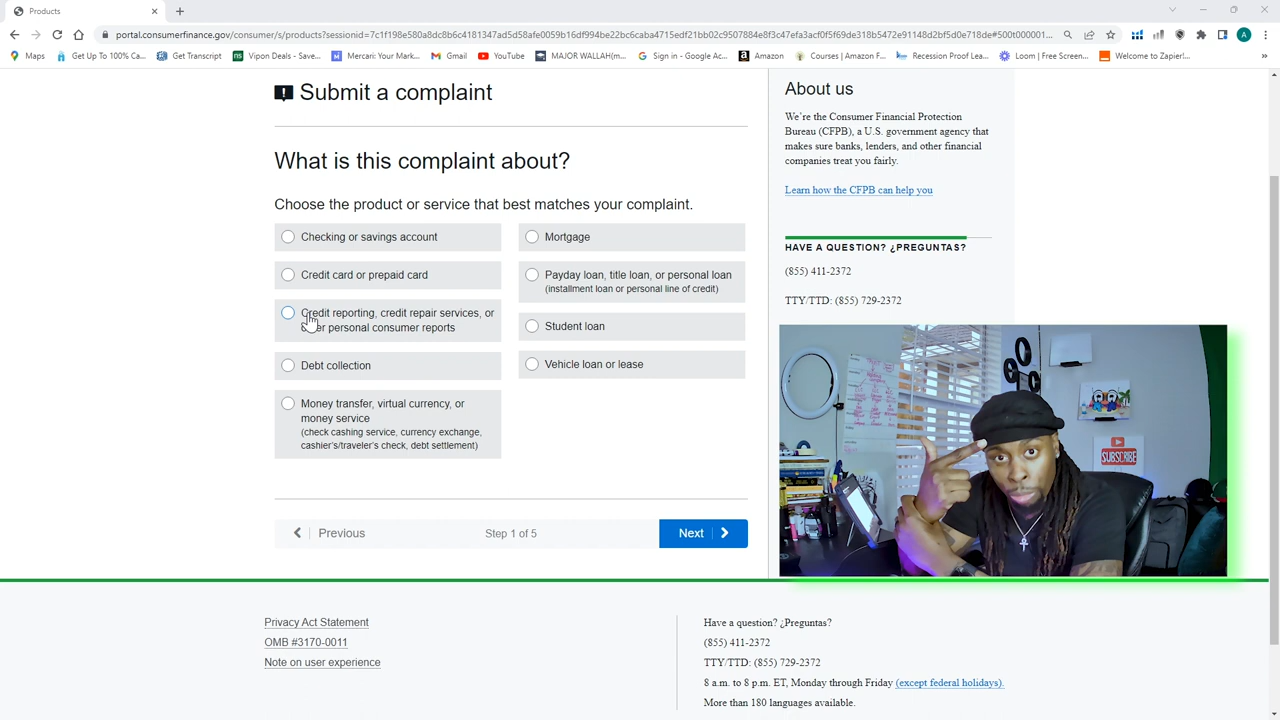 Products
portal.consumerfinance.gov/consumer/s/products?sessionid=7c1f198e580a8dc8b6c4181347ad5d58afe0059b16df994be22bc6caba4715edf21bb02c9507884e8f3c47efa3acf0f5f69de318b5472e91148d2bf5d0e718de#500t000001...
A
Maps
Get Up To 100% Ca...
Get Transcript
Vipon Deals - Save...
Mercari: Your Mark...
Gmail
YouTube
MAJOR WALLAH(m...
Sign in - Google Ac...
Amazon
Courses | Amazon F...
Recession Proof Lea...
Loom | Free Screen...
Welcome to Zapier!...
Submit a complaint
What is this complaint about?
Choose the product or service that best matches your complaint.
Checking or savings account
Credit card or prepaid card
Credit reporting, credit repair services, or
other personal consumer reports
Debt collection
Money transfer, virtual currency, or
money service
(check cashing service, currency exchange,
cashier's/traveler's check, debt settlement)
Mortgage
Payday loan, title loan, or personal loan
(installment loan or personal line of credit)
Student loan
Vehicle loan or lease
Previous
Step 1 of 5
Next
About us
We're the Consumer Financial Protection
Bureau (CFPB), a U.S. government agency that
makes sure banks, lenders, and other financial
companies treat you fairly.
Learn how the CFPB can help you
HAVE A QUESTION? ¿PREGUNTAS?
(855) 411-2372
TTY/TTD: (855) 729-2372
SUBSCRIBE
Privacy Act Statement
OMB #3170-0011
Note on user experience
Have a question? ¿Preguntas?
(855) 411-2372
TTY/TTD: (855) 729-2372
8 a.m. to 8 p.m. ET, Monday through Friday (except federal holidays).
More than 180 languages available.